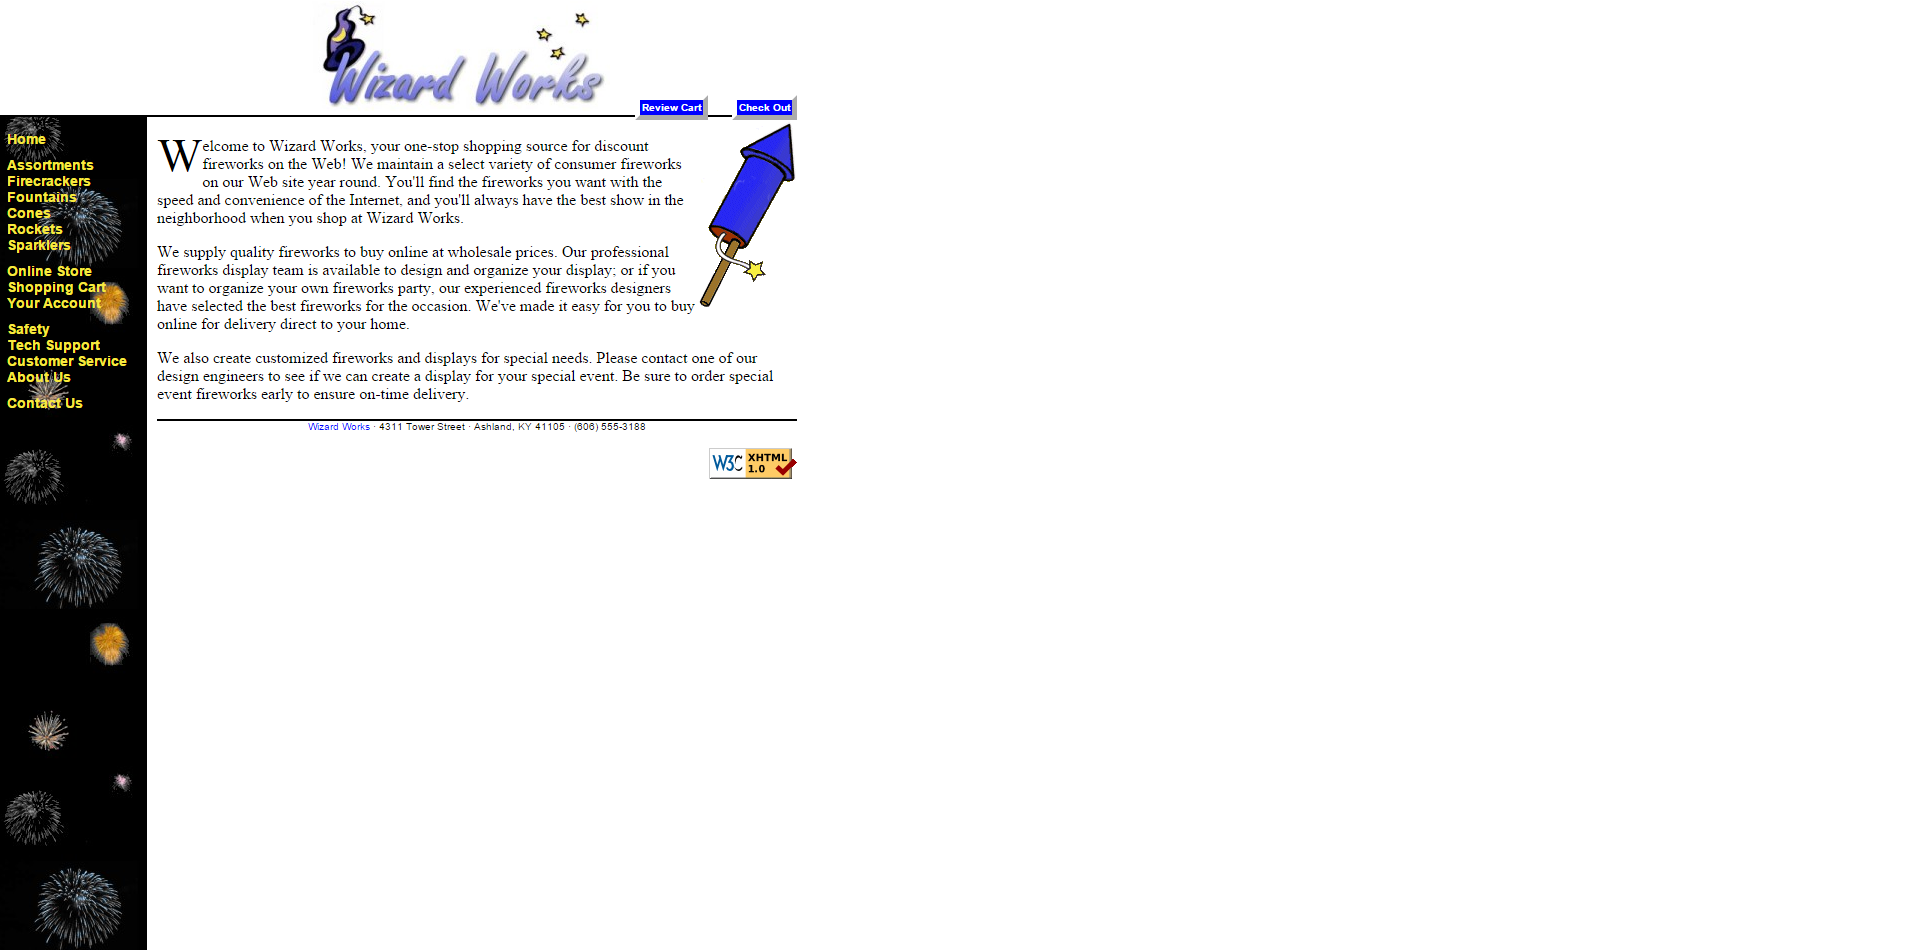 Wizard Works
Review Cart
Check Out
Home
Assortments
Firecrackers
Fountains
Cones
Rockets
Sparklers
Online Store
Shopping Cart
Your Account
Safety
Tech Support
Customer Service
About Us
Contact Us
Welcome to Wizard Works, your one-stop shopping source for discount
fireworks on the Web! We maintain a select variety of consumer fireworks
on our Web site year round. You'll find the fireworks you want with the
speed and convenience of the Internet, and you'll always have the best show in the
neighborhood when you shop at Wizard Works.
We supply quality fireworks to buy online at wholesale prices. Our professional
fireworks display team is available to design and organize your display; or if you
want to organize your own fireworks party, our experienced fireworks designers
have selected the best fireworks for the occasion. We've made it easy for you to buy
online for delivery direct to your home.
We also create customized fireworks and displays for special needs. Please contact one of our
design engineers to see if we can create a display for your special event. Be sure to order special
event fireworks early to ensure on-time delivery.
Wizard Works · 4311 Tower Street · Ashland, KY 41105 · (606) 555-3188
W3C XHTML
1.0